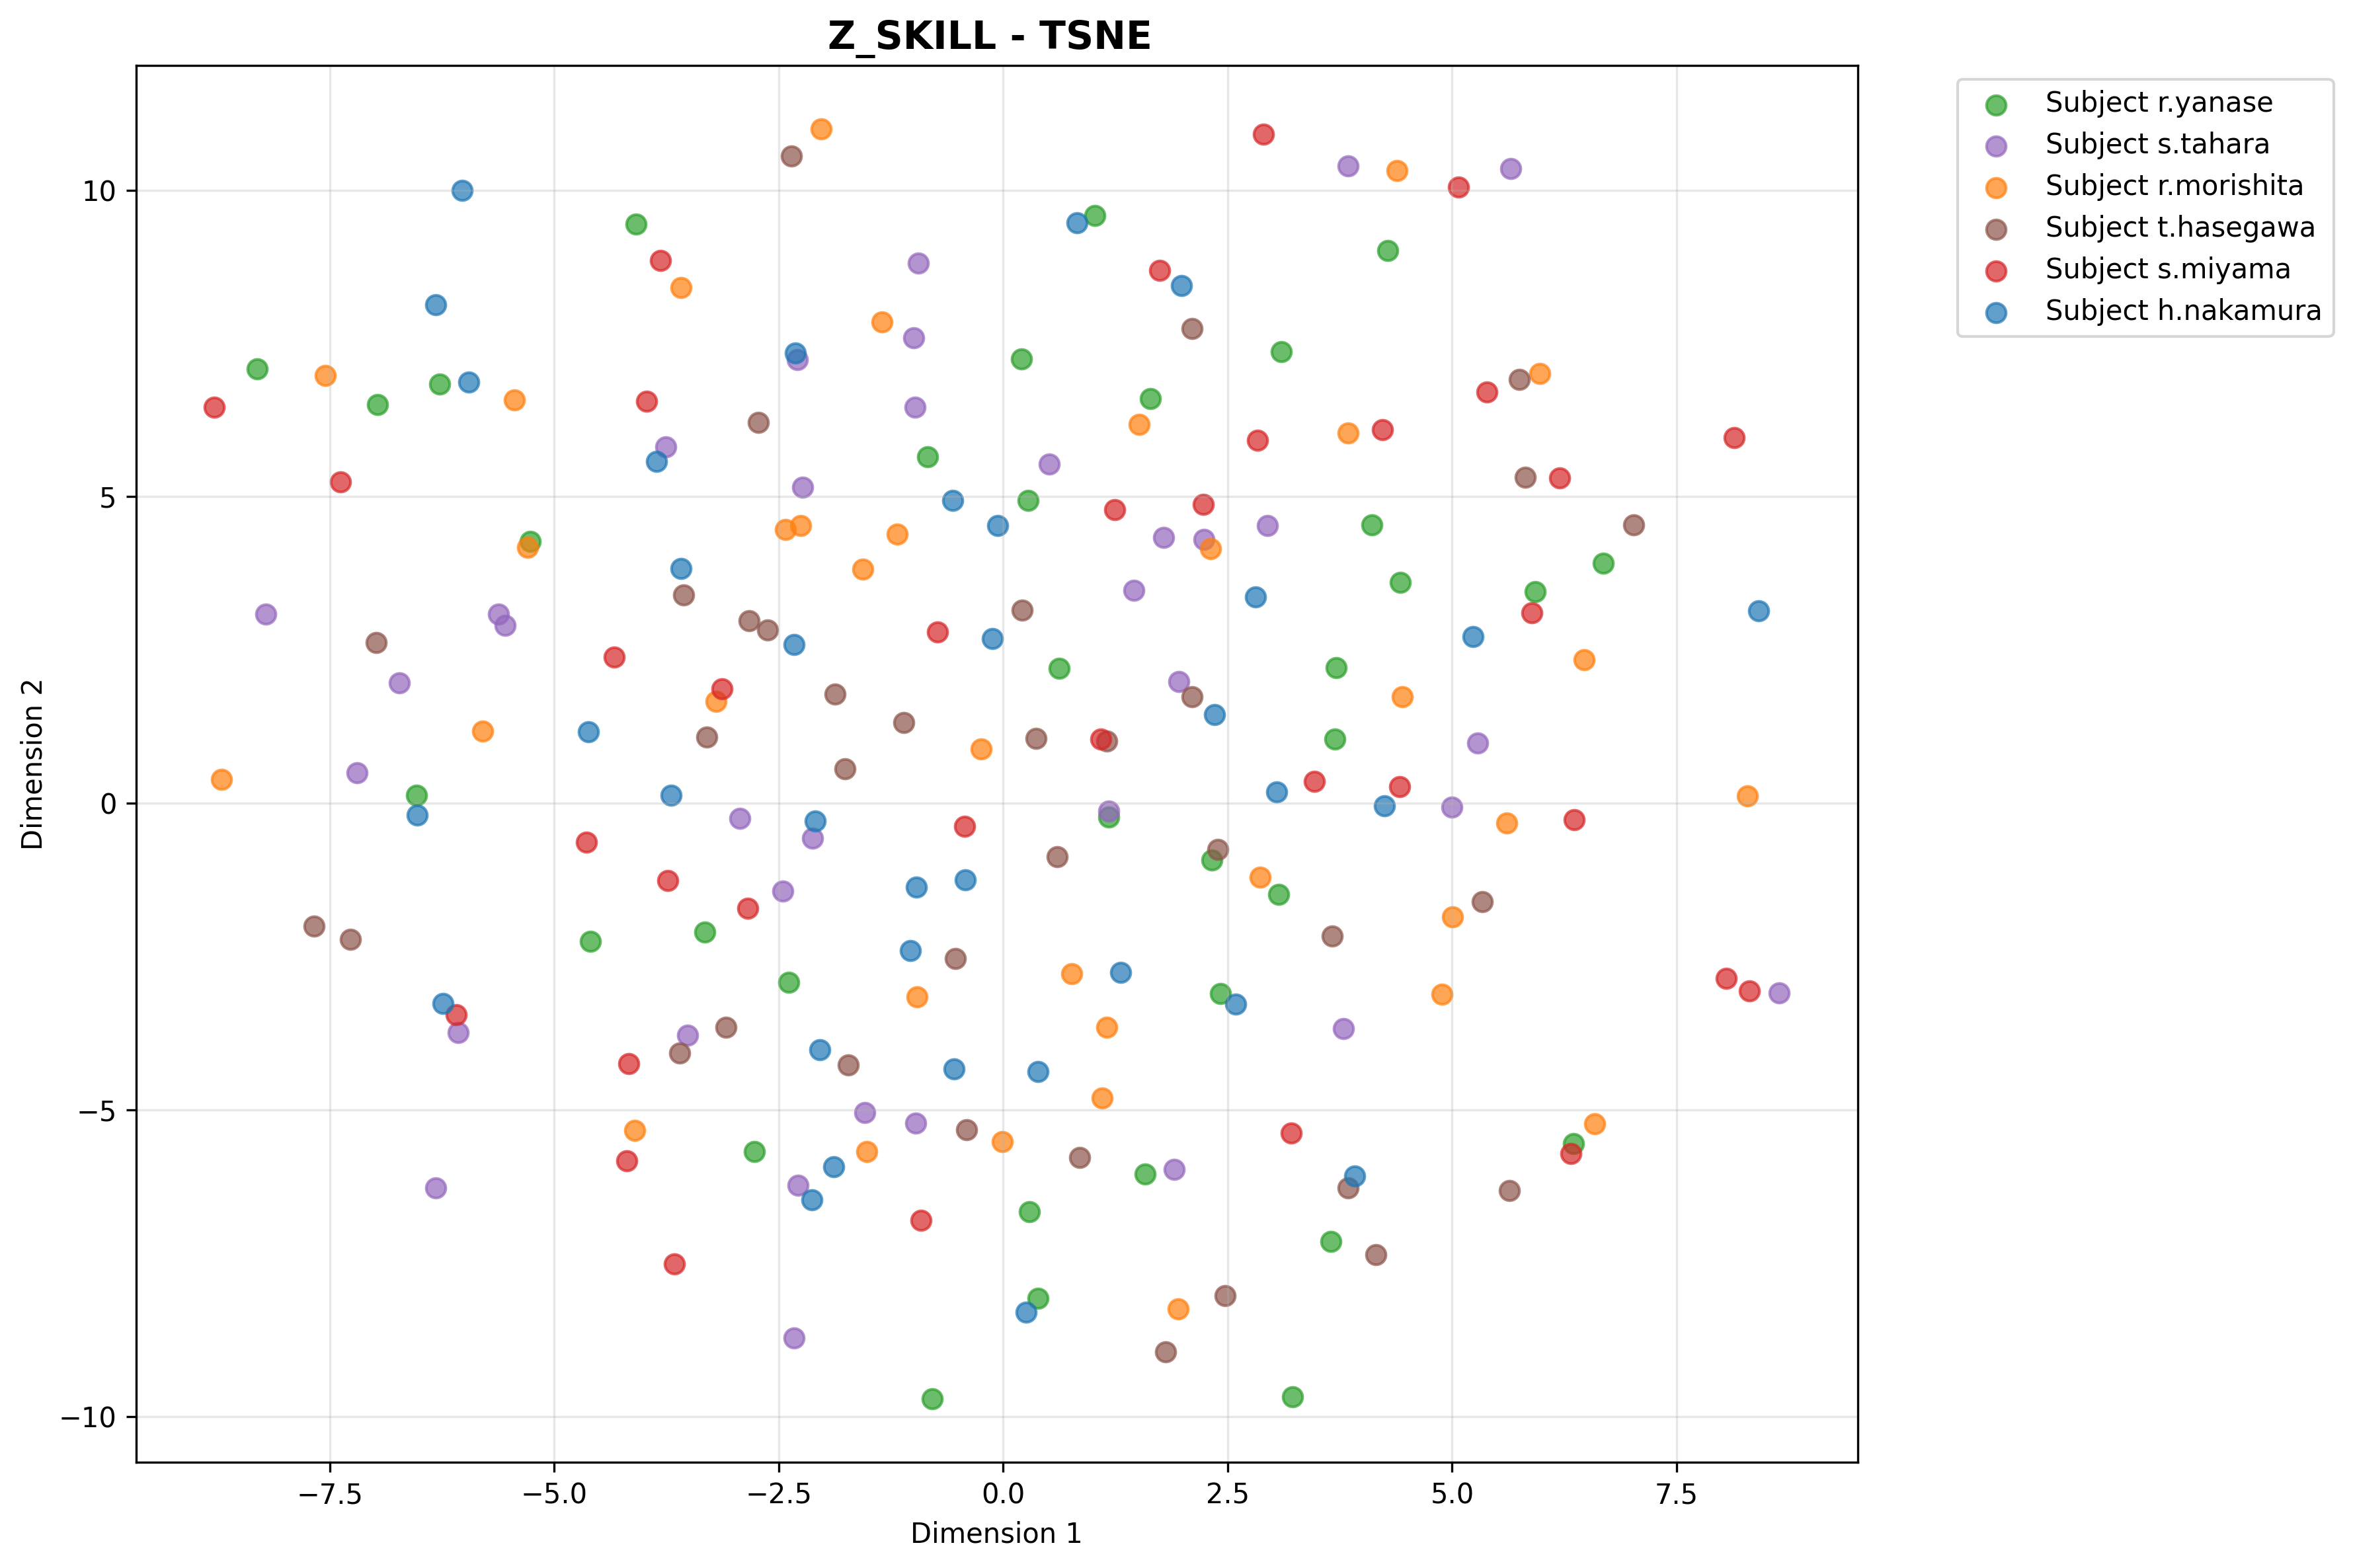 Z_SKILL - TSNE
Subject r.yanase
Subject s.tahara
Subject r.morishita
Subject t.hasegawa
Subject s.miyama
Subject h.nakamura
Dimension 2
10
5
0
−5
−10
−7.5
−5.0
−2.5
0.0
2.5
5.0
7.5
Dimension 1